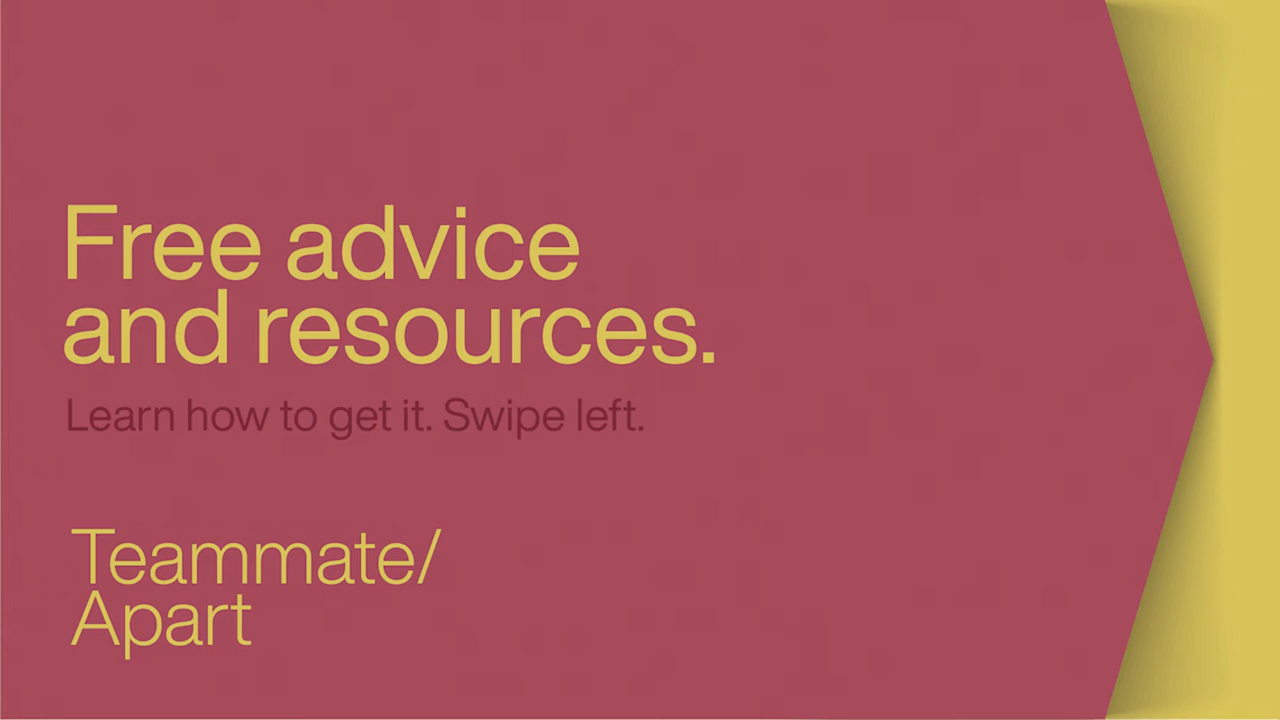 Free advice
and resources.
Learn how to get it. Swipe left.
Teammate/
Apart